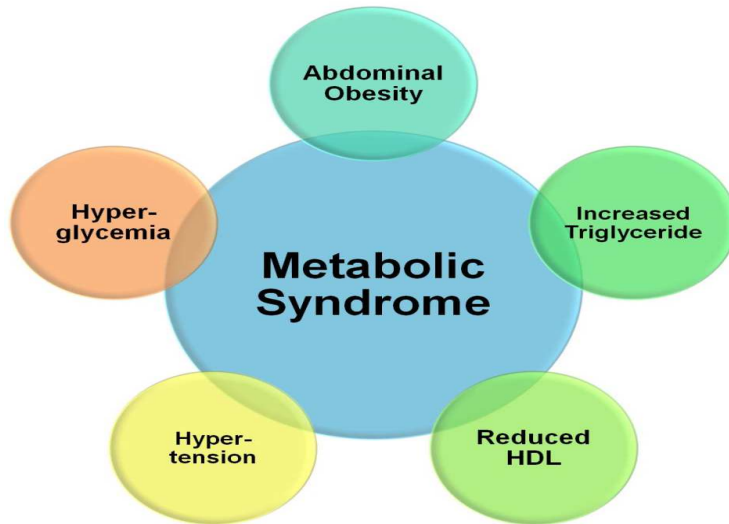 Abdominal
Obesity
Hyper-
glycemia
Increased
Triglyceride
Metabolic
Syndrome
Hyper-
tension
Reduced
HDL